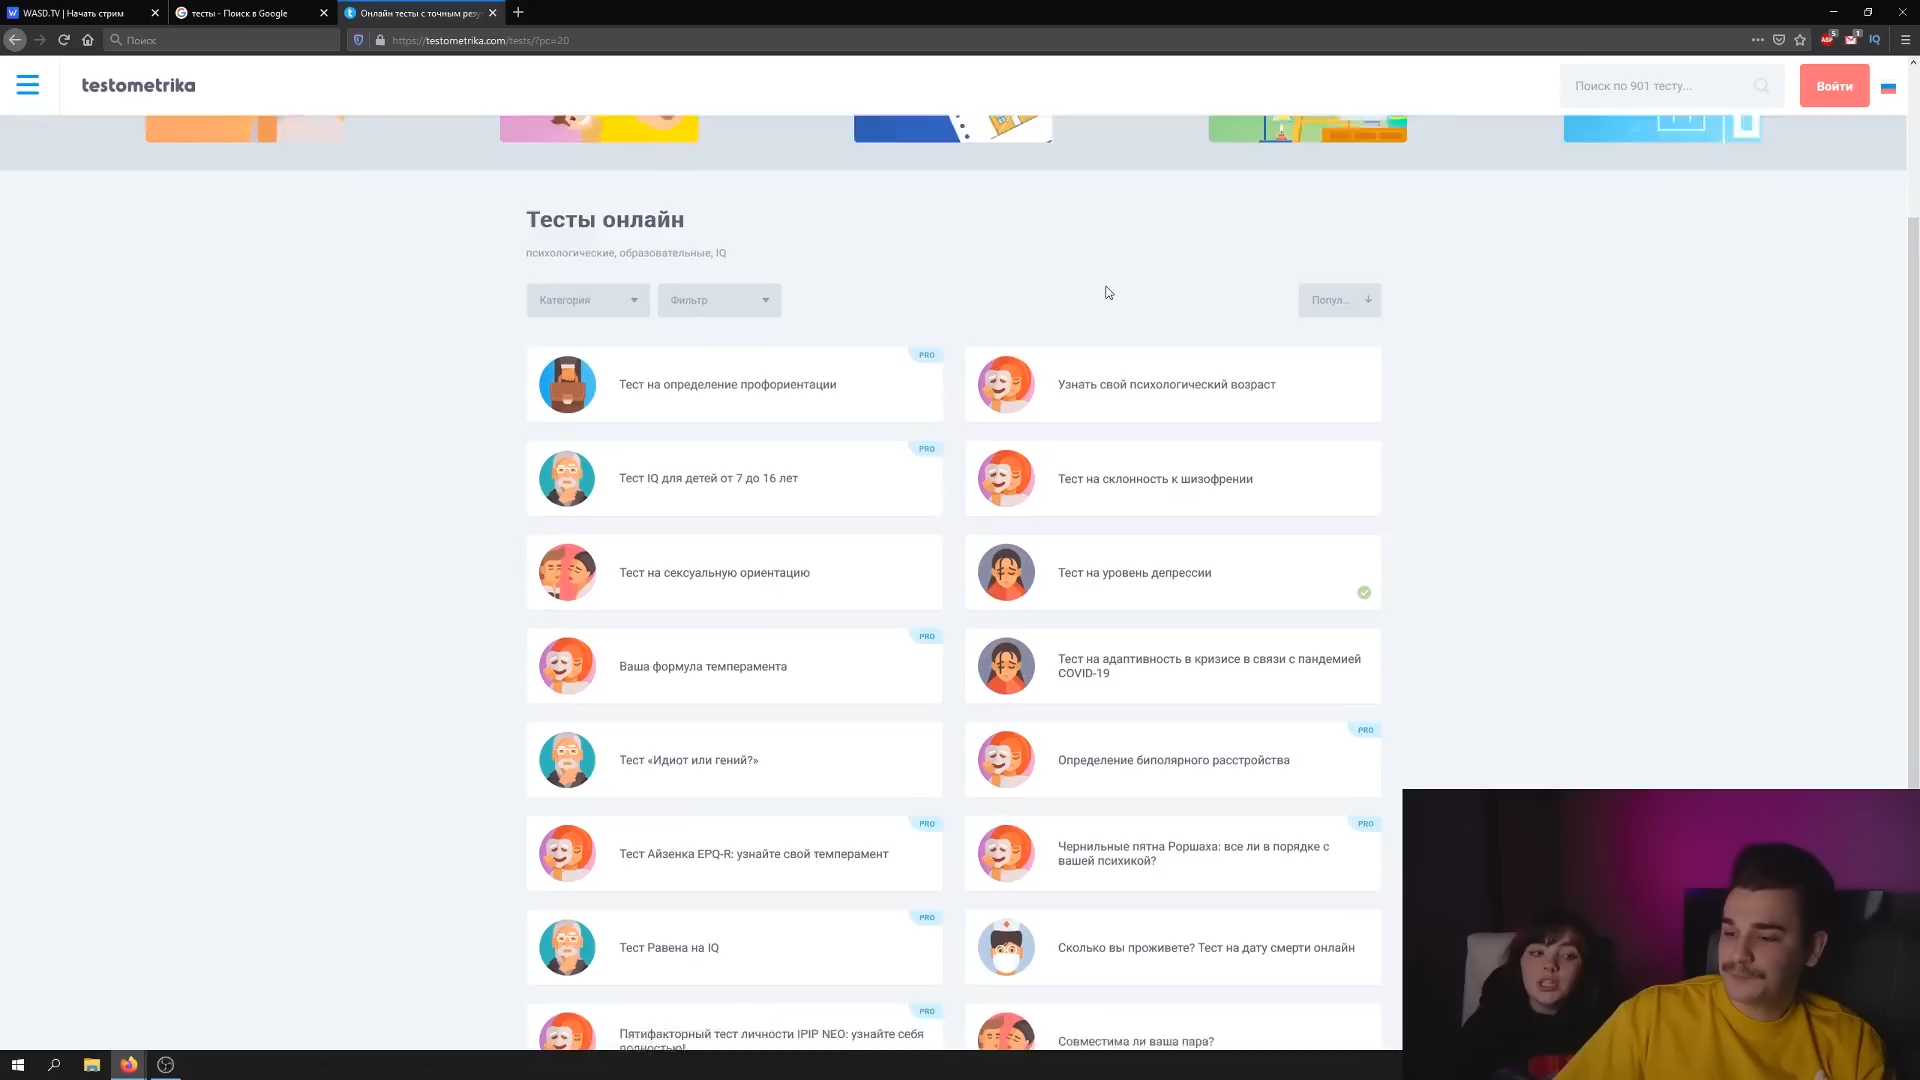 WASD.TV | Начать стрим
тесты - Поиск в Google
Онлайн тесты с точным резу
Поиск
https://testometrika.com/tests/?pc=20
ABP
5
1
IQ
testometrika
Поиск по 901 тесту...
Войти
Тесты онлайн
психологические, образовательные, IQ
Категория
Фильтр
Попул...
PRO
Тест на определение профориентации
Узнать свой психологический возраст
PRO
Тест IQ для детей от 7 до 16 лет
Тест на склонность к шизофрении
Тест на сексуальную ориентацию
Тест на уровень депрессии
PRO
Ваша формула темперамента
Тест на адаптивность в кризисе в связи с пандемией
COVID-19
Тест «Идиот или гений?»
PRO
Определение биполярного расстройства
PRO
Тест Айзенка EPQ-R: узнайте свой темперамент
PRO
Чернильные пятна Роршаха: все ли в порядке с
вашей психикой?
PRO
Тест Равена на IQ
Сколько вы проживете? Тест на дату смерти онлайн
PRO
Пятифакторный тест личности IPIP NEO: узнайте себя
полностью!
Совместима ли ваша пара?